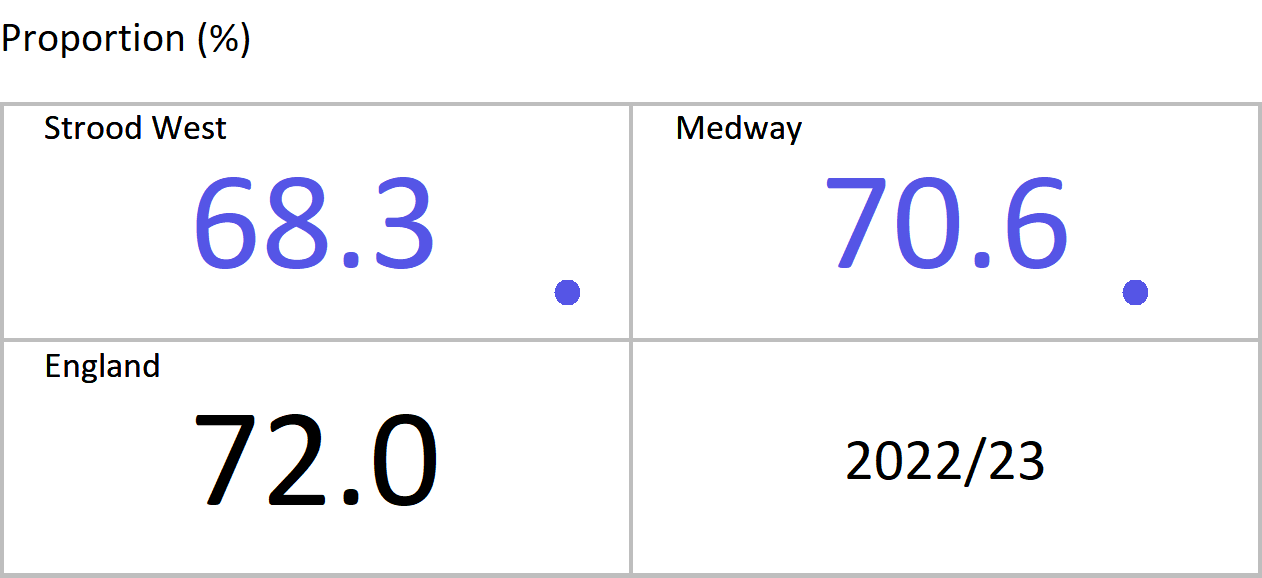 Proportion (%)
Strood West
68.3
Medway
70.6
England
72.0
2022/23